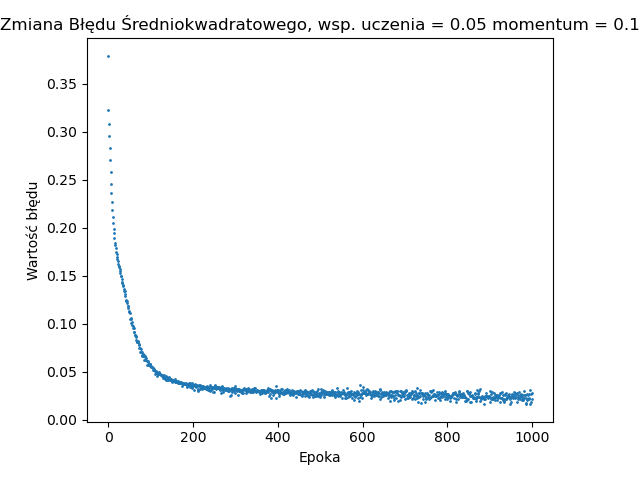 Zmiana Błędu Średniokwadratowego, wsp. uczenia = 0.05 momentum = 0.1
0.35
0.30
0.25
0.20
0.15
0.10
0.05
0.00
Wartość błędu
0 200 400 600 800 1000
Epoka